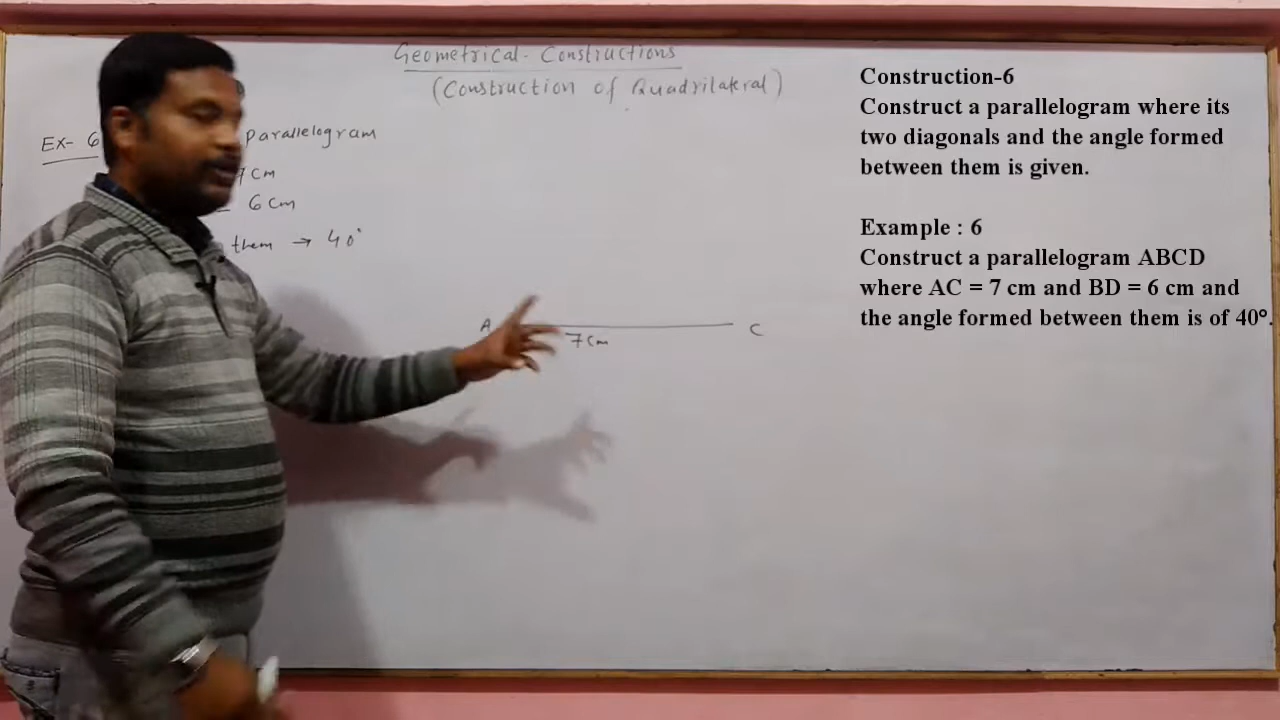 Geometrical- Constructions
(Construction of Quadrilateral)
Ex- 6
parallelogram
7cm
= 6cm
them → 40°
A
C
7cm
Construction-6
Construct a parallelogram where its
two diagonals and the angle formed
between them is given.
Example : 6
Construct a parallelogram ABCD
where AC = 7 cm and BD = 6 cm and
the angle formed between them is of 40°.